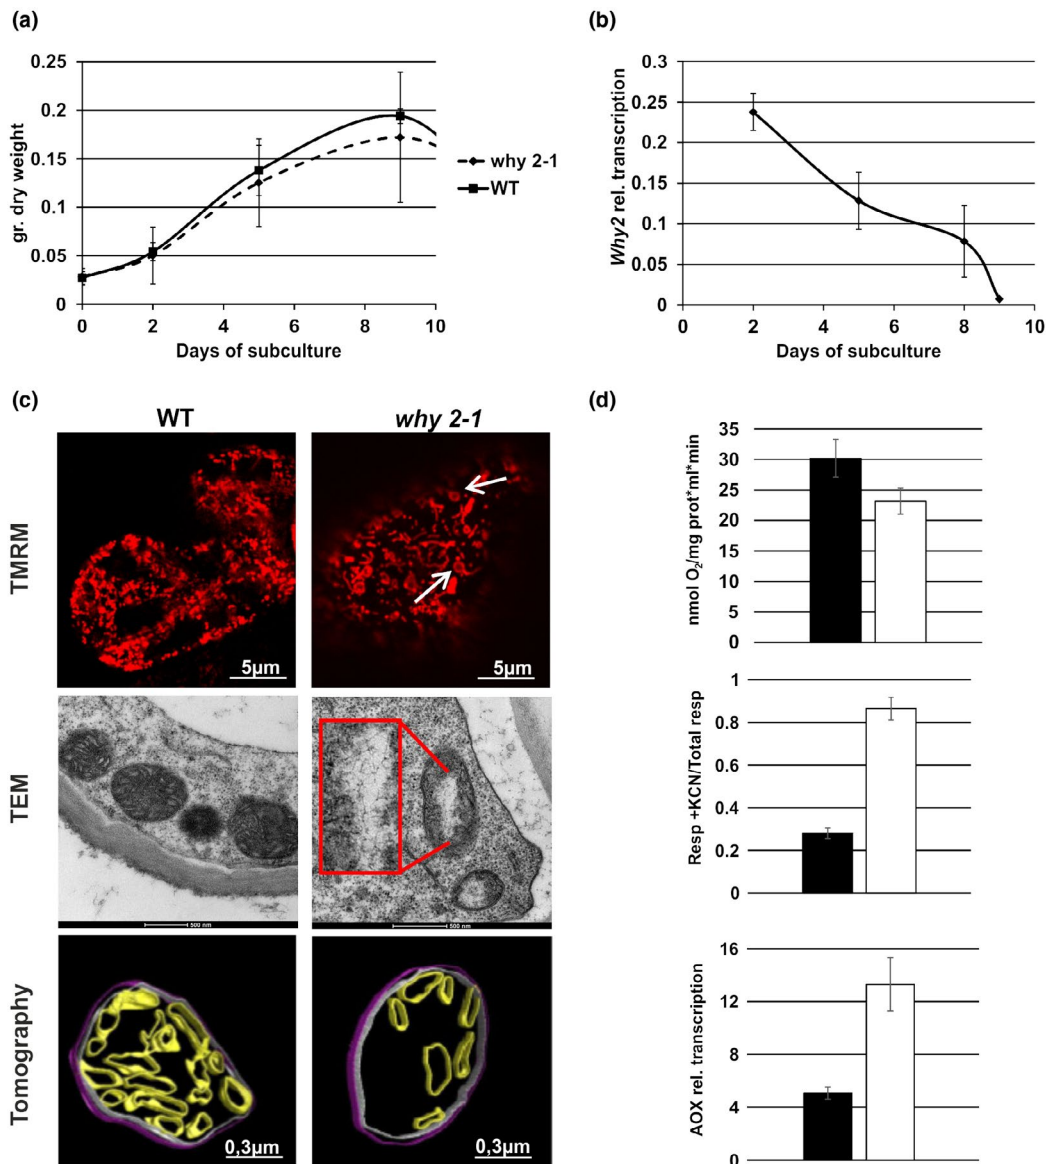 (a)
0.25
0.2
0.15
0.1
0.05
0
gr. dry weight
0 2 4 6 8 10
Days of subculture
why 2-1
WT
(b)
0.3
0.25
0.2
0.15
0.1
0.05
0
Why2 rel. transcription
0 2 4 6 8 10
Days of subculture
(c)
WT
why 2-1
TMRM
5µm
5µm
TEM
500 nm
500 nm
Tomography
0,3µm
0,3µm
(d)
35
30
25
20
15
10
5
0
nmol O₂/mg prot*ml*min
1
0.8
0.6
0.4
0.2
0
Resp +KCN/Total resp
16
12
8
4
0
AOX rel. transcription